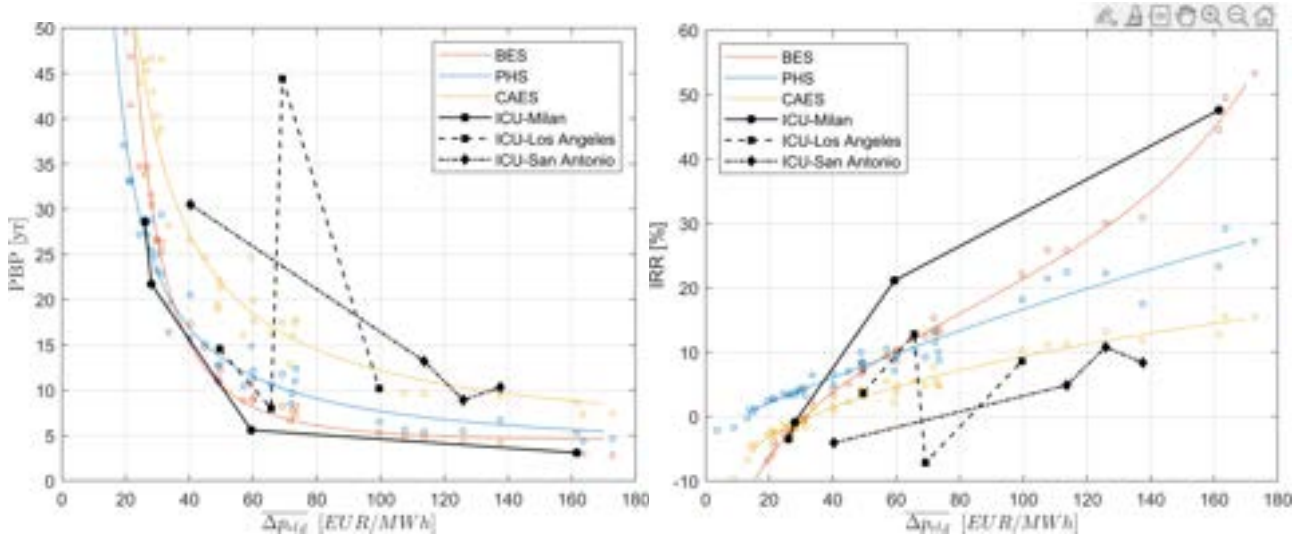 50
45
40
35
30
25
20
15
10
5
0
PBP [yr]
0 20 40 60 80 100 120 140 160 180
[EUR/MWh]
BES
PHS
CAES
ICU-Milan
ICU-Los Angeles
ICU-San Antonio
60
50
40
30
20
10
0
-10
IRR [%]
0 20 40 60 80 100 120 140 160 180
[EUR/MWh]
BES
PHS
CAES
ICU-Milan
ICU-Los Angeles
ICU-San Antonio